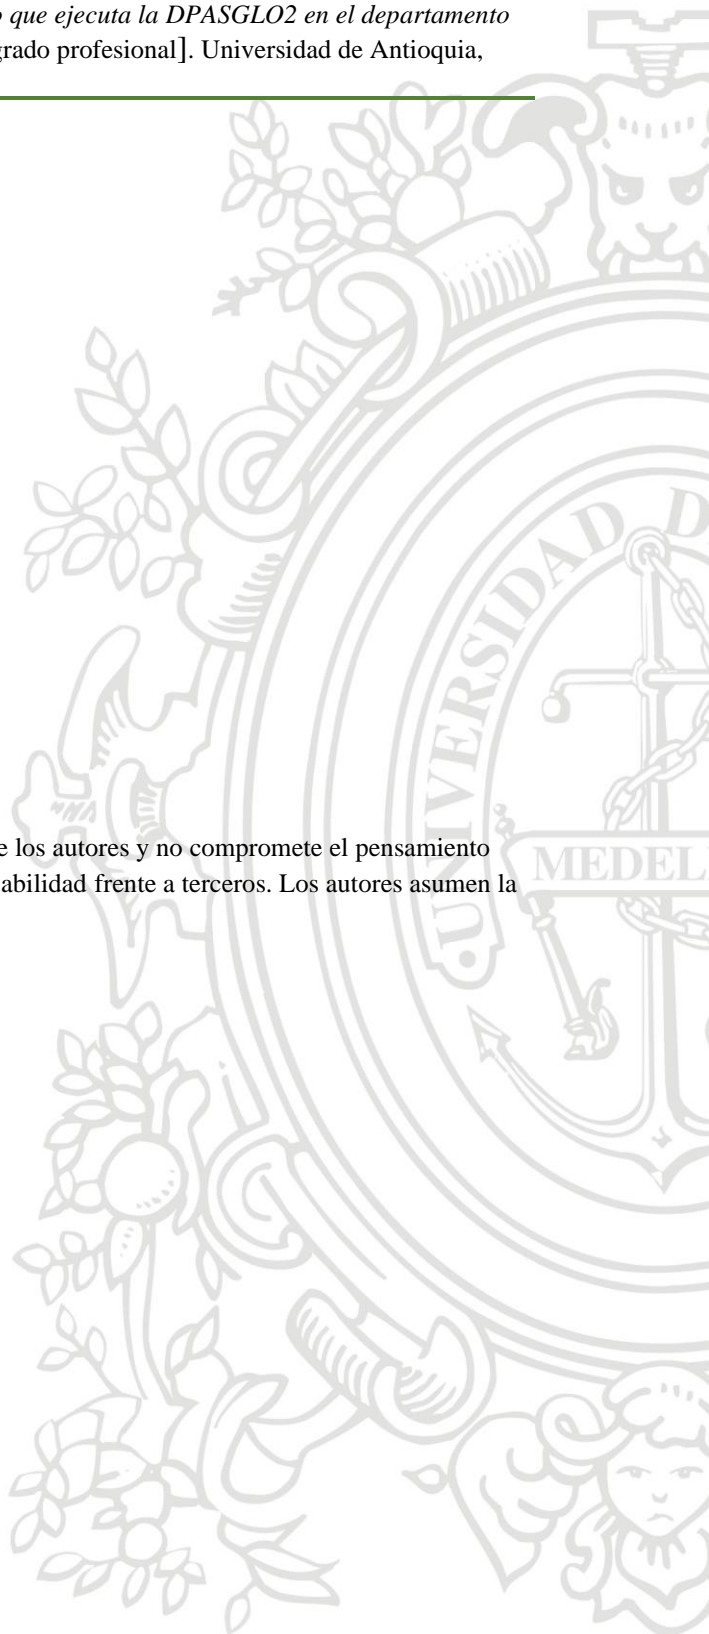 o que ejecuta la DPASGLO2 en el departamento
grado profesional]. Universidad de Antioquia,
UNIVERSIDAD D
e los autores y no compromete el pensamiento
MEDEL
abilidad frente a terceros. Los autores asumen la